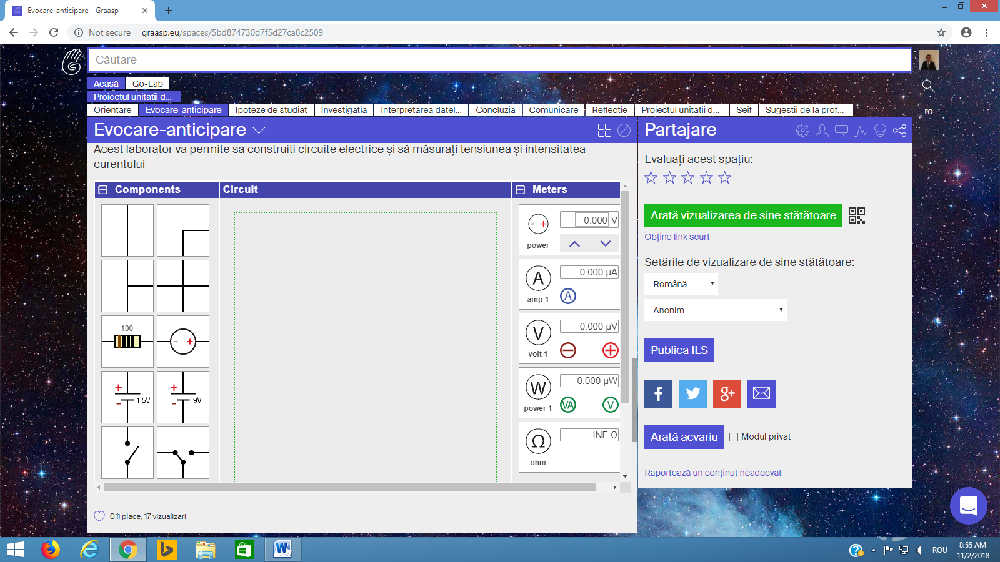 Evocare-anticipare - Graasp
Not secure graasp.eu/spaces/5bd874730d7f5d27ca8c2509
Căutare
Acasă Go-Lab
Proiectul unitatii d...
Orientare Evocare-anticipare Ipoteze de studiat Investigatia Interpretarea datel... Concluzia Comunicare Reflectie Proiectul unitatii d... Seif Sugestii de la prof...
ro
Evocare-anticipare
Acest laborator va permite sa construiti circuite electrice și să măsurați tensiunea și intensitatea
curentului
Components Circuit Meters
100
- +
+ - 1.5V
+ - 9V
- + 0.000 V
power
A 0.000 µA
amp 1 A
V 0.000 µV
volt 1
W 0.000 µW
power 1 VA V
Ω INF Ω
ohm
0 îi place, 17 vizualizari
Partajare
Evaluați acest spațiu:
Arată vizualizarea de sine stătătoare
Obține link scurt
Setările de vizualizare de sine stătătoare:
Română
Anonim
Publica ILS
f g+
Arată acvariu Modul privat
Raportează un conținut neadecvat
ROU 8:55 AM
11/2/2018